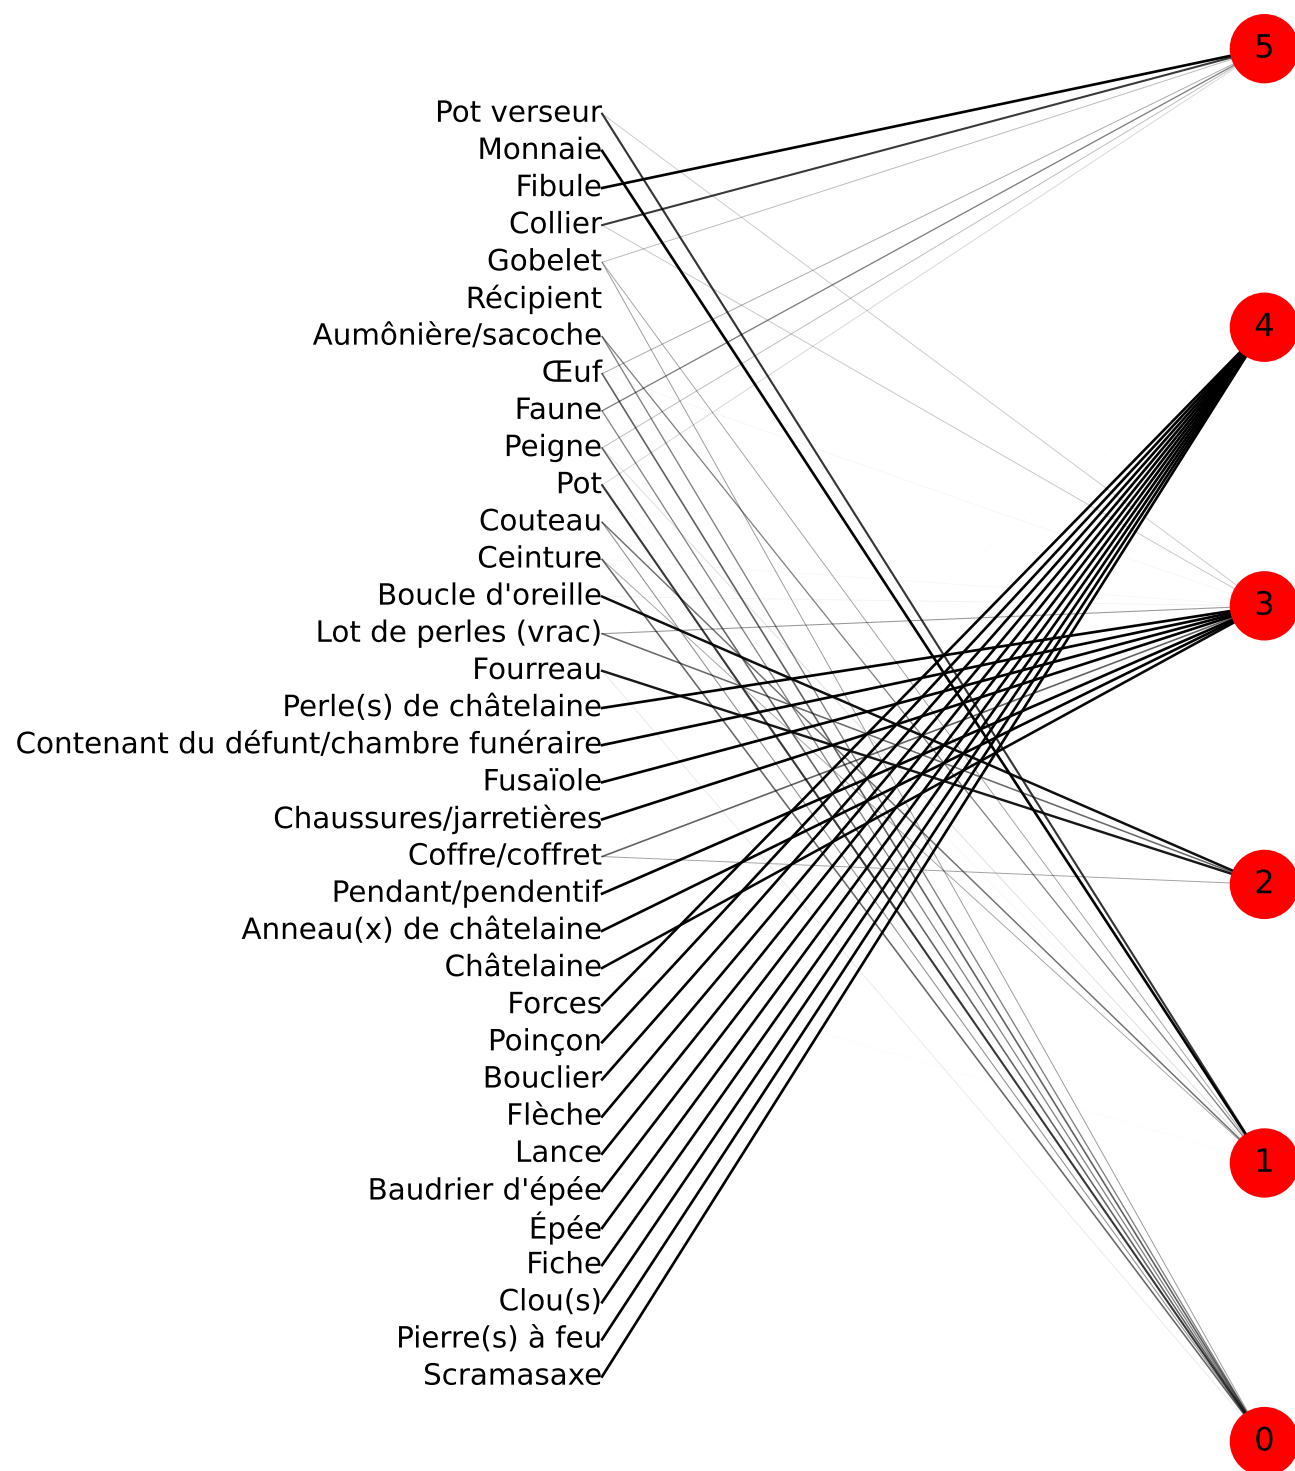 5
Pot verseur
Monnaie
Fibule
Collier
Gobelet
Récipient
4
Aumônière/sacoche
Œuf
Faune
Peigne
Pot
Couteau
Ceinture
Boucle d'oreille
3
Lot de perles (vrac)
Fourreau
Perle(s) de châtelaine
Contenant du défunt/chambre funéraire
Fusaïole
Chaussures/jarretières
Coffre/coffret
2
Pendant/pendentif
Anneau(x) de châtelaine
Châtelaine
Forces
Poinçon
Bouclier
Flèche
Lance
1
Baudrier d'épée
Épée
Fiche
Clou(s)
Pierre(s) à feu
Scramasaxe
0